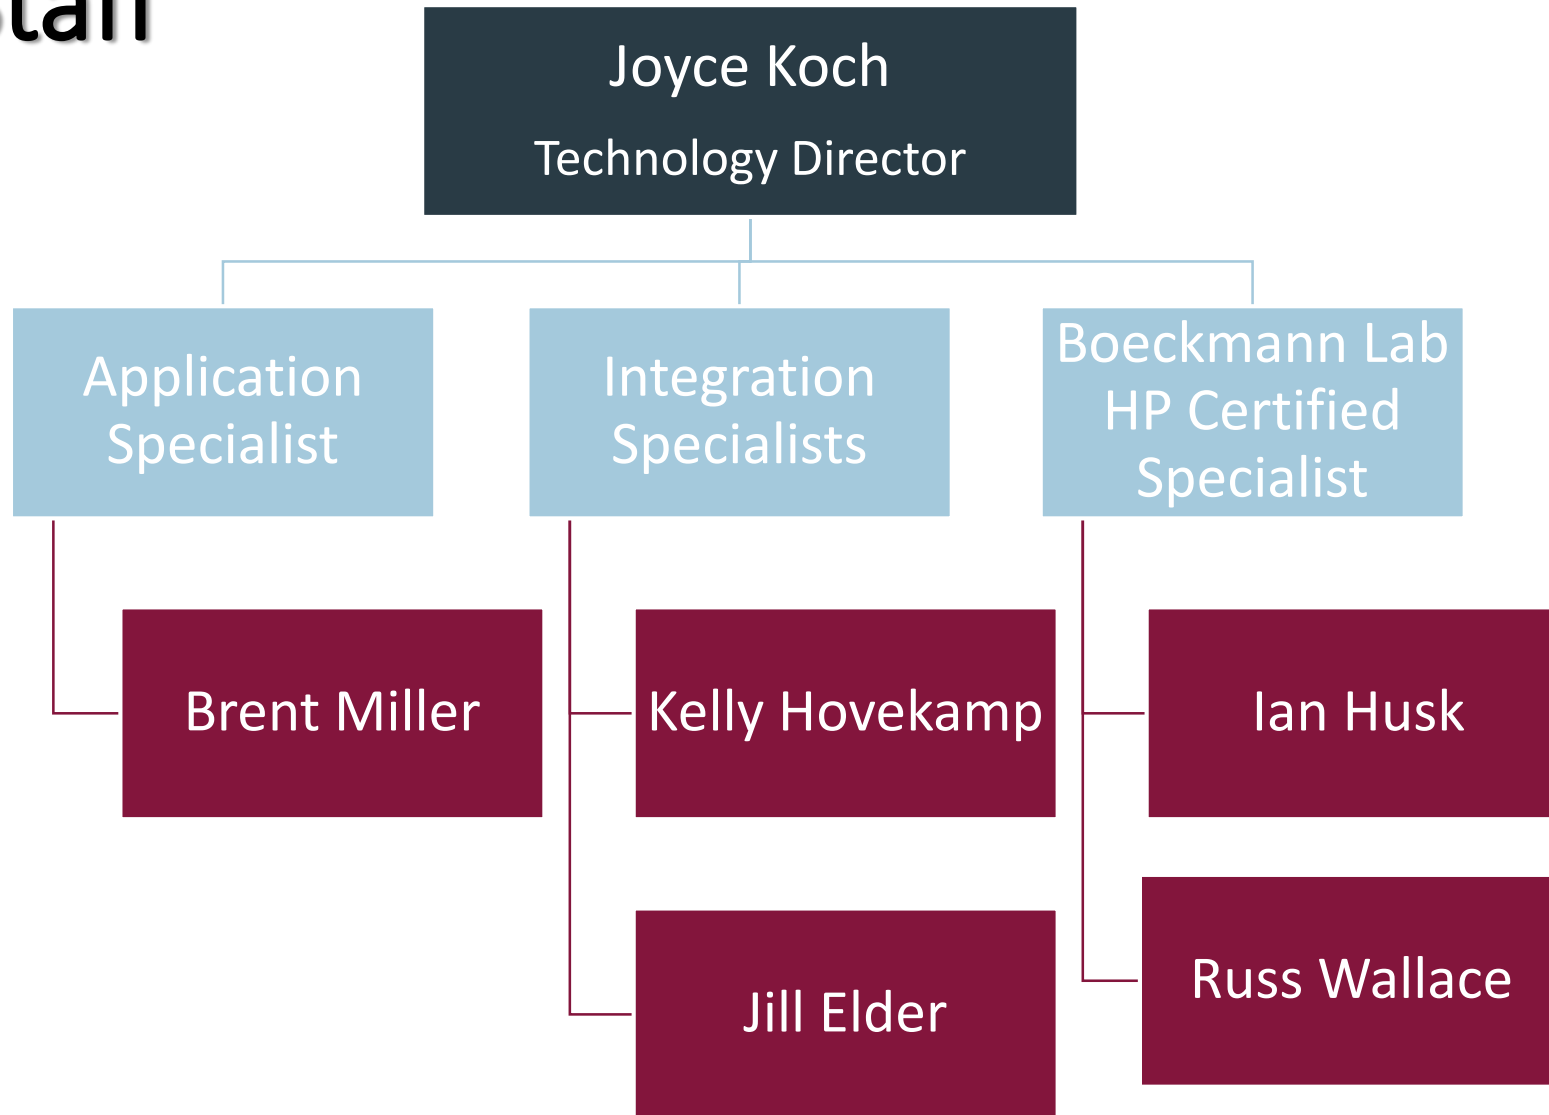 Joyce Koch
Technology Director
Application
Specialist
Integration
Specialists
Boeckmann Lab
HP Certified
Specialist
Brent Miller
Kelly Hovekamp
Ian Husk
Jill Elder
Russ Wallace